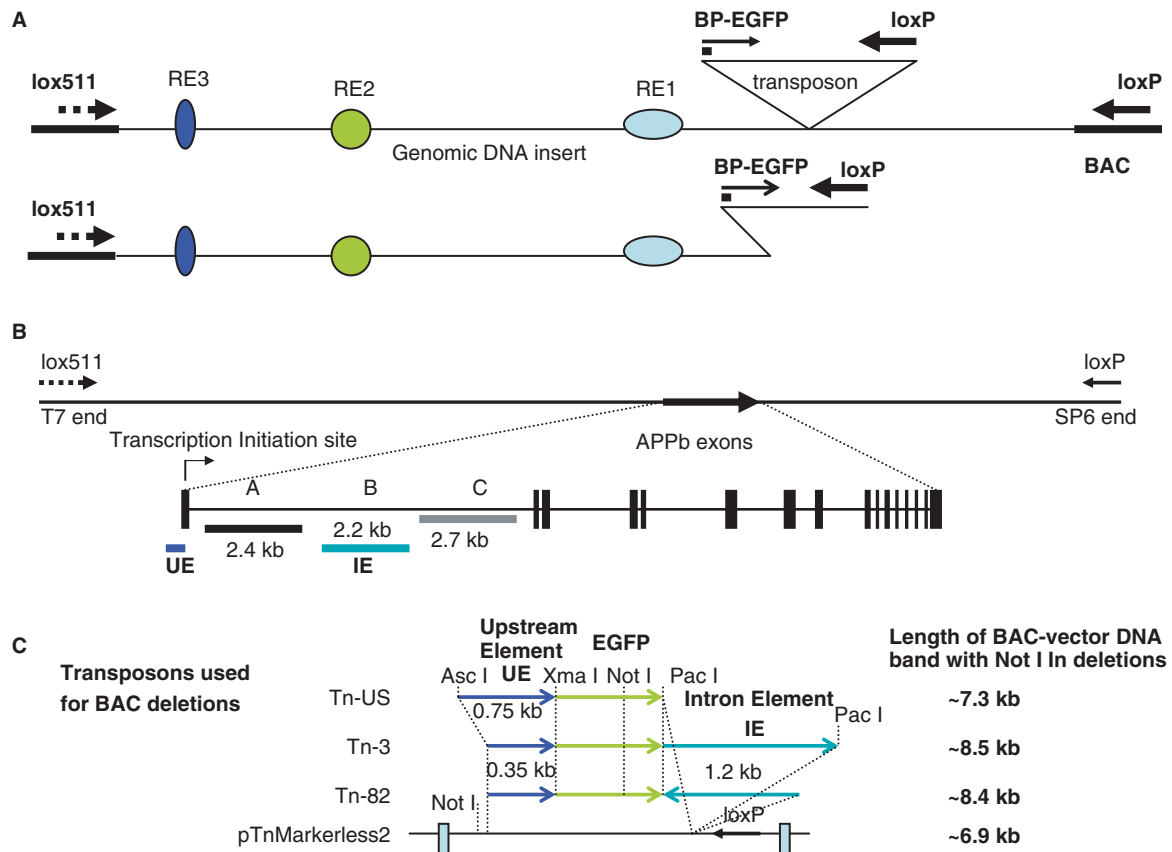 A
BP-EGFP
loxP
lox511
RE3
RE2
RE1
transposon
loxP
Genomic DNA insert
BAC
BP-EGFP
loxP
lox511
B
lox511
loxP
T7 end
SP6 end
Transcription Initiation site
APPb exons
A
B
C
2.4 kb
2.2 kb
2.7 kb
UE
IE
C
Transposons used
for BAC deletions
Upstream
Element
UE
EGFP
Length of BAC-vector DNA
band with Not I In deletions
Asc I
Xma I
Not I
Pac I
Tn-US
0.75 kb
Intron Element
IE
Pac I
~7.3 kb
Tn-3
~8.5 kb
0.35 kb
1.2 kb
Tn-82
~8.4 kb
Not I
loxP
pTnMarkerless2
~6.9 kb